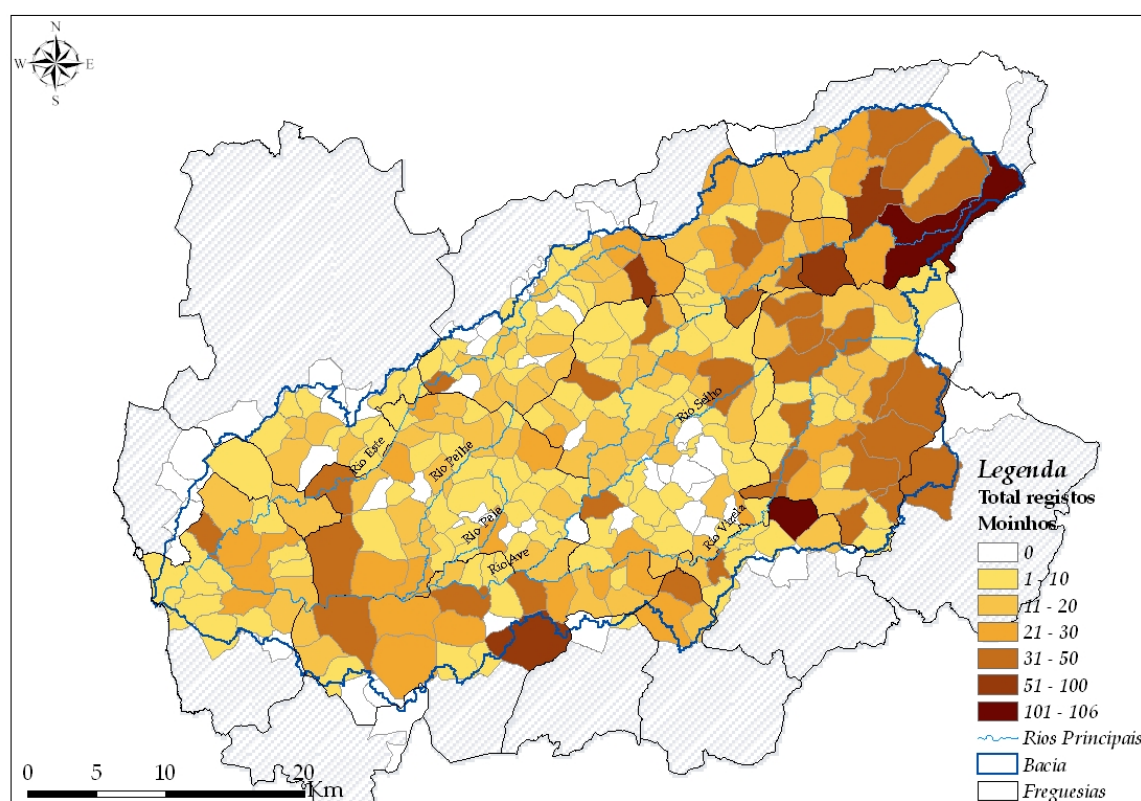 N
W E
S
Rio Selho
Rio Este
Rio Pelhe
Rio Pele
Rio Vizela
Rio Ave
Legenda
Total registos
Moinhos
0
1 - 10
11 - 20
21 - 30
31 - 50
51 - 100
101 - 106
Rios Principais
Bacia
Freguesias
0 5 10 20
Km